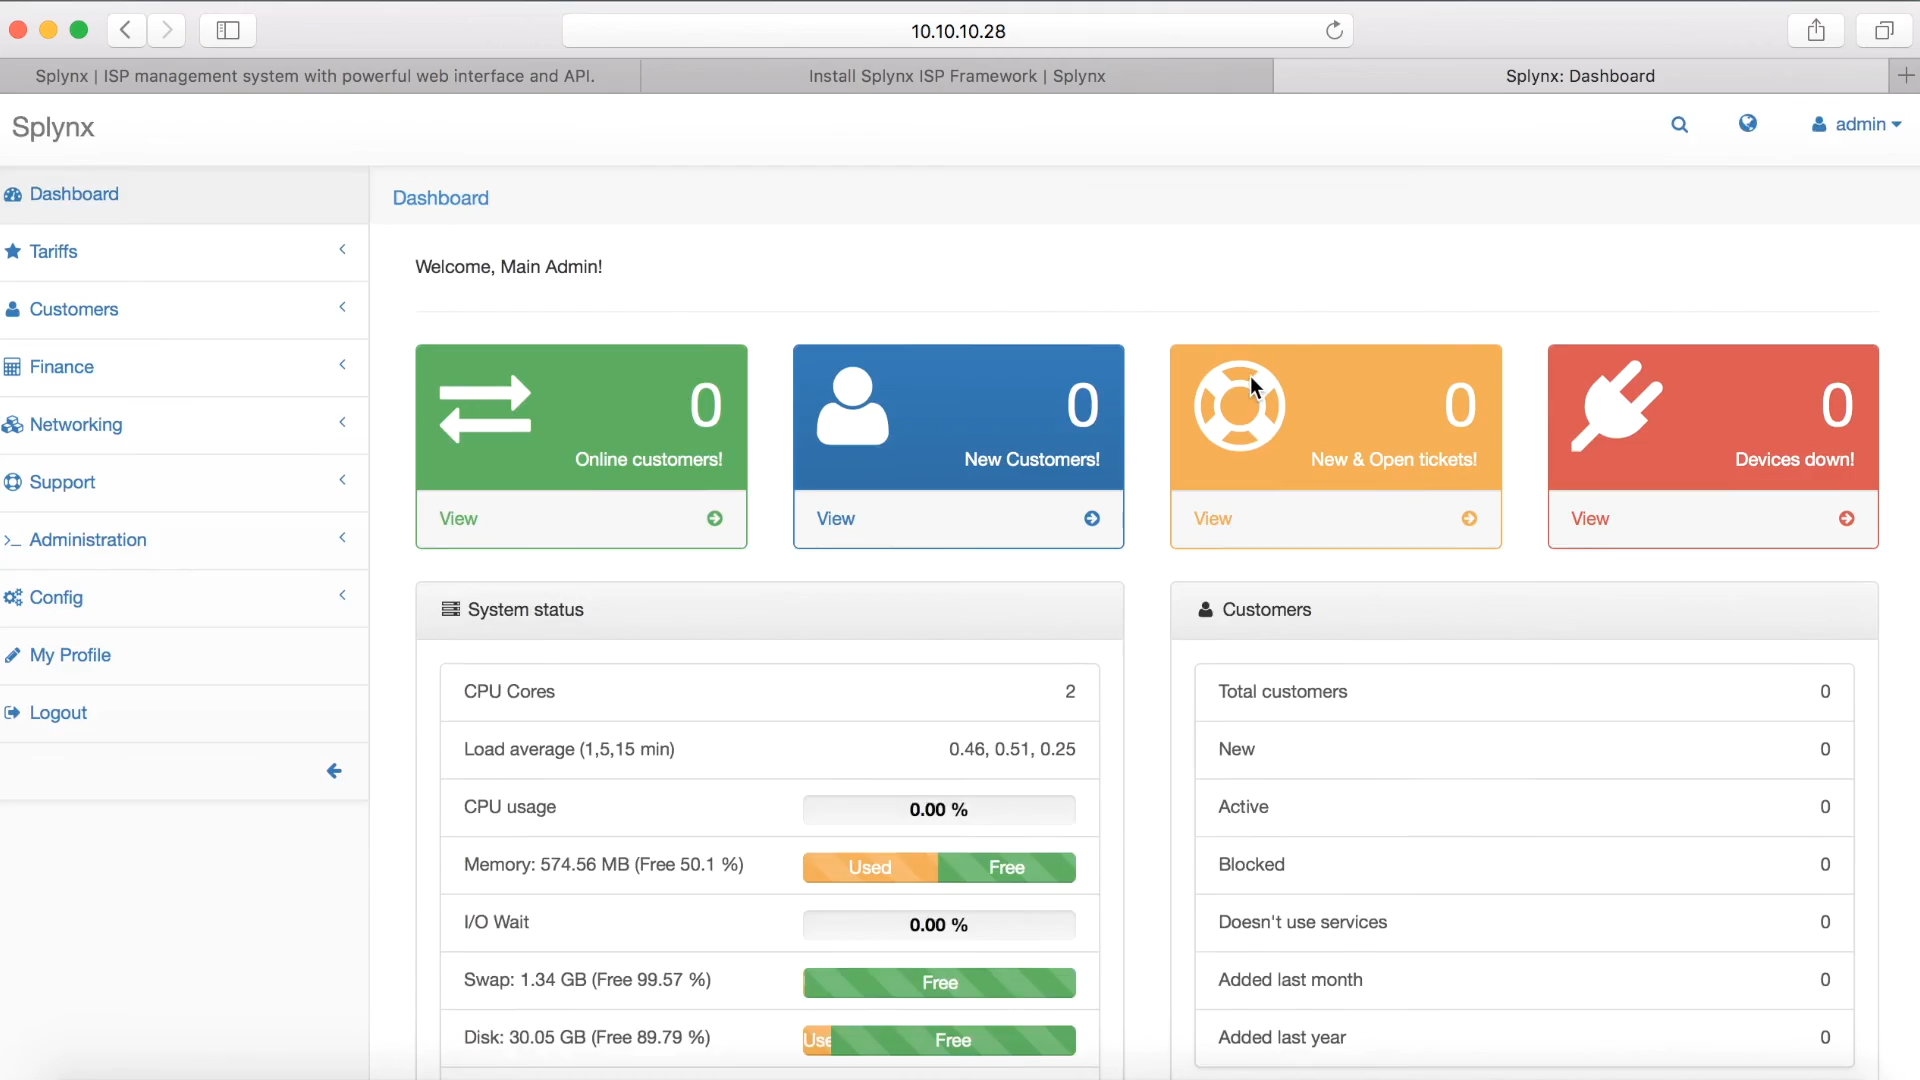 10.10.10.28
Splynx | ISP management system with powerful web interface and API.
Install Splynx ISP Framework | Splynx
Splynx: Dashboard
Splynx
admin
Dashboard
Tariffs
Customers
Finance
Networking
Support
Administration
Config
My Profile
Logout
Dashboard
Welcome, Main Admin!
0
Online customers!
View
0
New Customers!
View
0
New & Open tickets!
View
0
Devices down!
View
System status
CPU Cores 2
Load average (1,5,15 min) 0.46, 0.51, 0.25
CPU usage 0.00 %
Memory: 574.56 MB (Free 50.1 %) Used Free
I/O Wait 0.00 %
Swap: 1.34 GB (Free 99.57 %) Free
Disk: 30.05 GB (Free 89.79 %) Use Free
Customers
Total customers 0
New 0
Active 0
Blocked 0
Doesn't use services 0
Added last month 0
Added last year 0